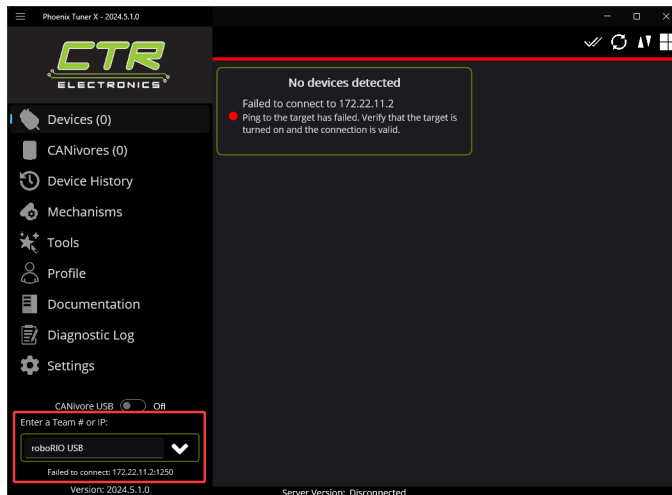 Phoenix Tuner X - 2024.5.1.0
CTR
ELECTRONICS
Devices (0)
CANivores (0)
Device History
Mechanisms
Tools
Profile
Documentation
Diagnostic Log
Settings
CANivore USB Off
Enter a Team # or IP:
roboRIO USB
Failed to connect: 172.22.11.2:1250
Version: 2024.5.1.0
No devices detected
Failed to connect to 172.22.11.2
Ping to the target has failed. Verify that the target is
turned on and the connection is valid.
Server Version: Disconnected